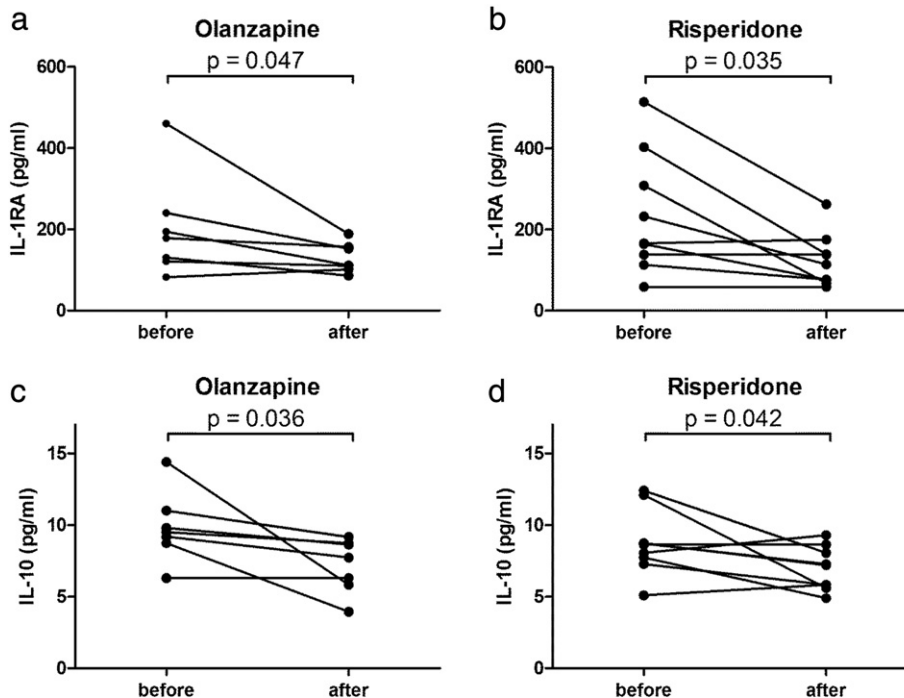 a
Olanzapine
p = 0.047
600
400
200
0
IL-1RA (pg/ml)
before
after
b
Risperidone
p = 0.035
600
400
200
0
IL-1RA (pg/ml)
before
after
c
Olanzapine
p = 0.036
15
10
5
0
IL-10 (pg/ml)
before
after
d
Risperidone
p = 0.042
15
10
5
0
IL-10 (pg/ml)
before
after